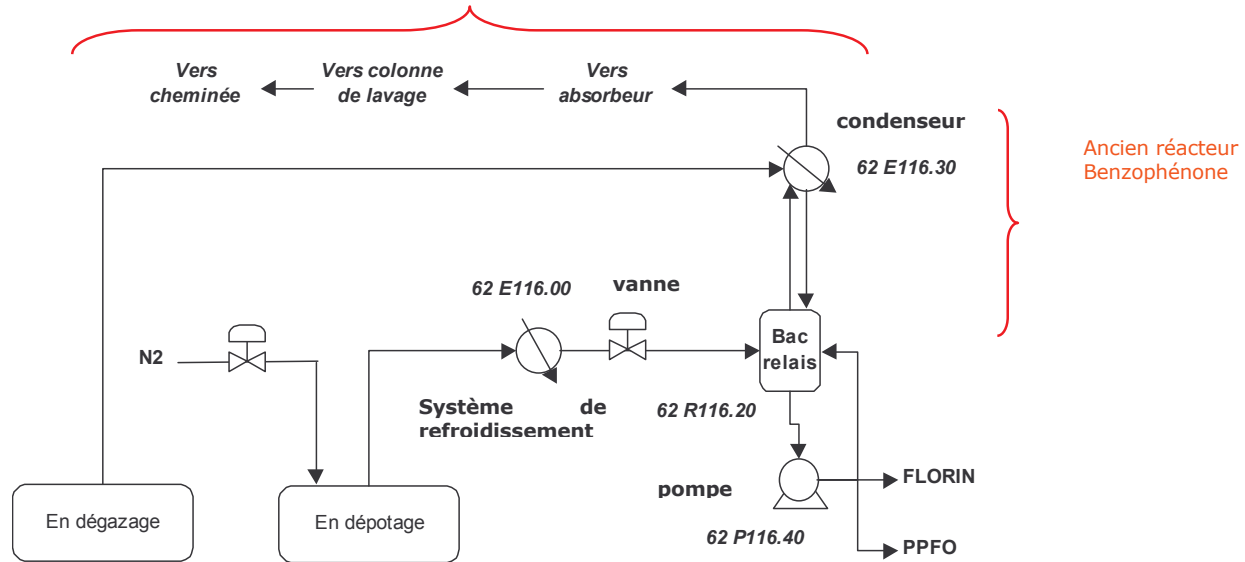 Vers
cheminée
Vers colonne
de lavage
Vers
absorbeur
condenseur
62 E116.30
Ancien réacteur
Benzophénone
62 E116.00
vanne
N2
Bac
relais
Système de
refroidissement
62 R116.20
En dégazage
En dépotage
pompe
FLORIN
62 P116.40
PPFO